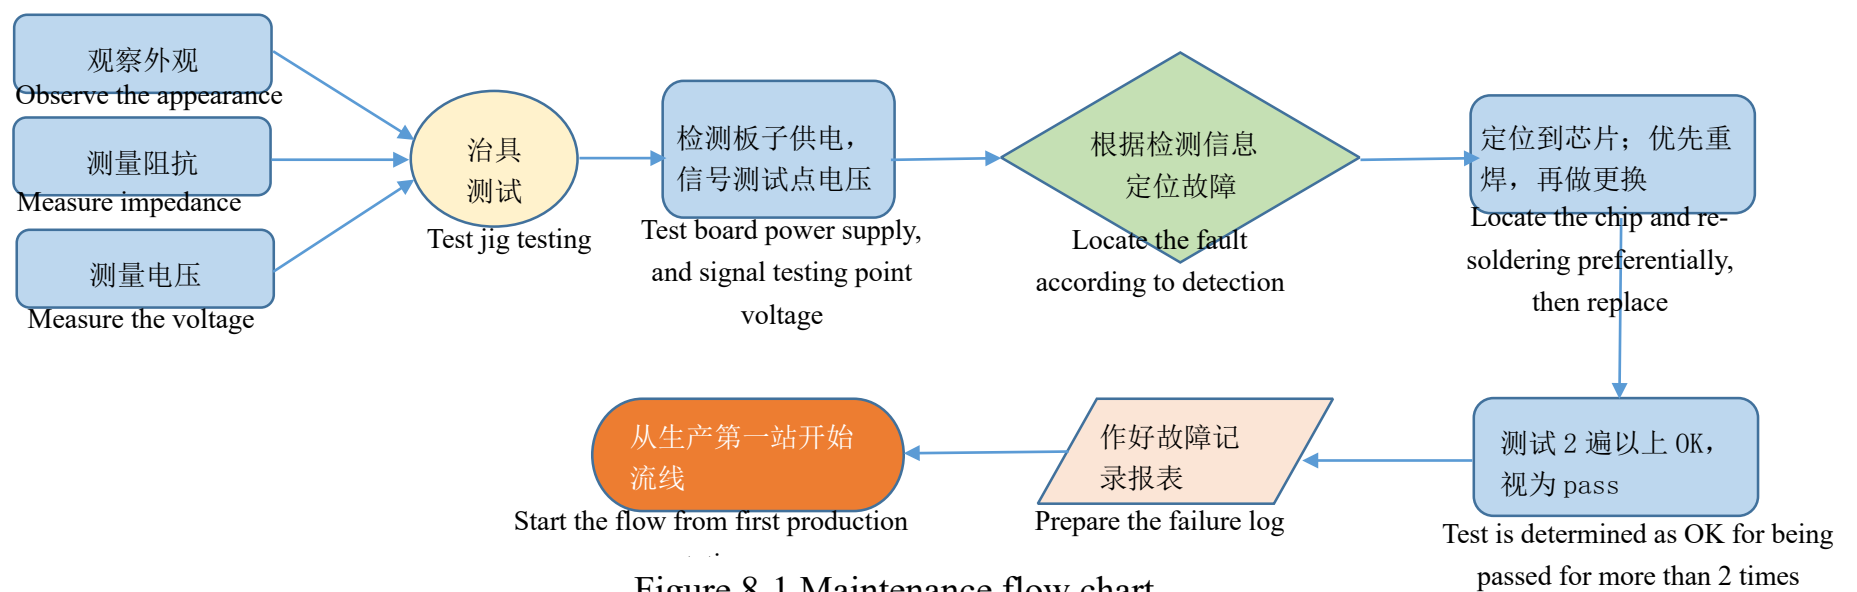 观察外观
Observe the appearance
测量阻抗
Measure impedance
测量电压
Measure the voltage
治具
测试
Test jig testing
检测板子供电，
信号测试点电压
Test board power supply,
and signal testing point
voltage
根据检测信息
定位故障
Locate the fault
according to detection
定位到芯片；优先重
焊，再做更换
Locate the chip and re-
soldering preferentially,
then replace
测试 2 遍以上 OK，
视为 pass
Test is determined as OK for being
passed for more than 2 times
作好故障记
录报表
Prepare the failure log
从生产第一站开始
流线
Start the flow from first production
Figure 8-1 Maintenance flow chart